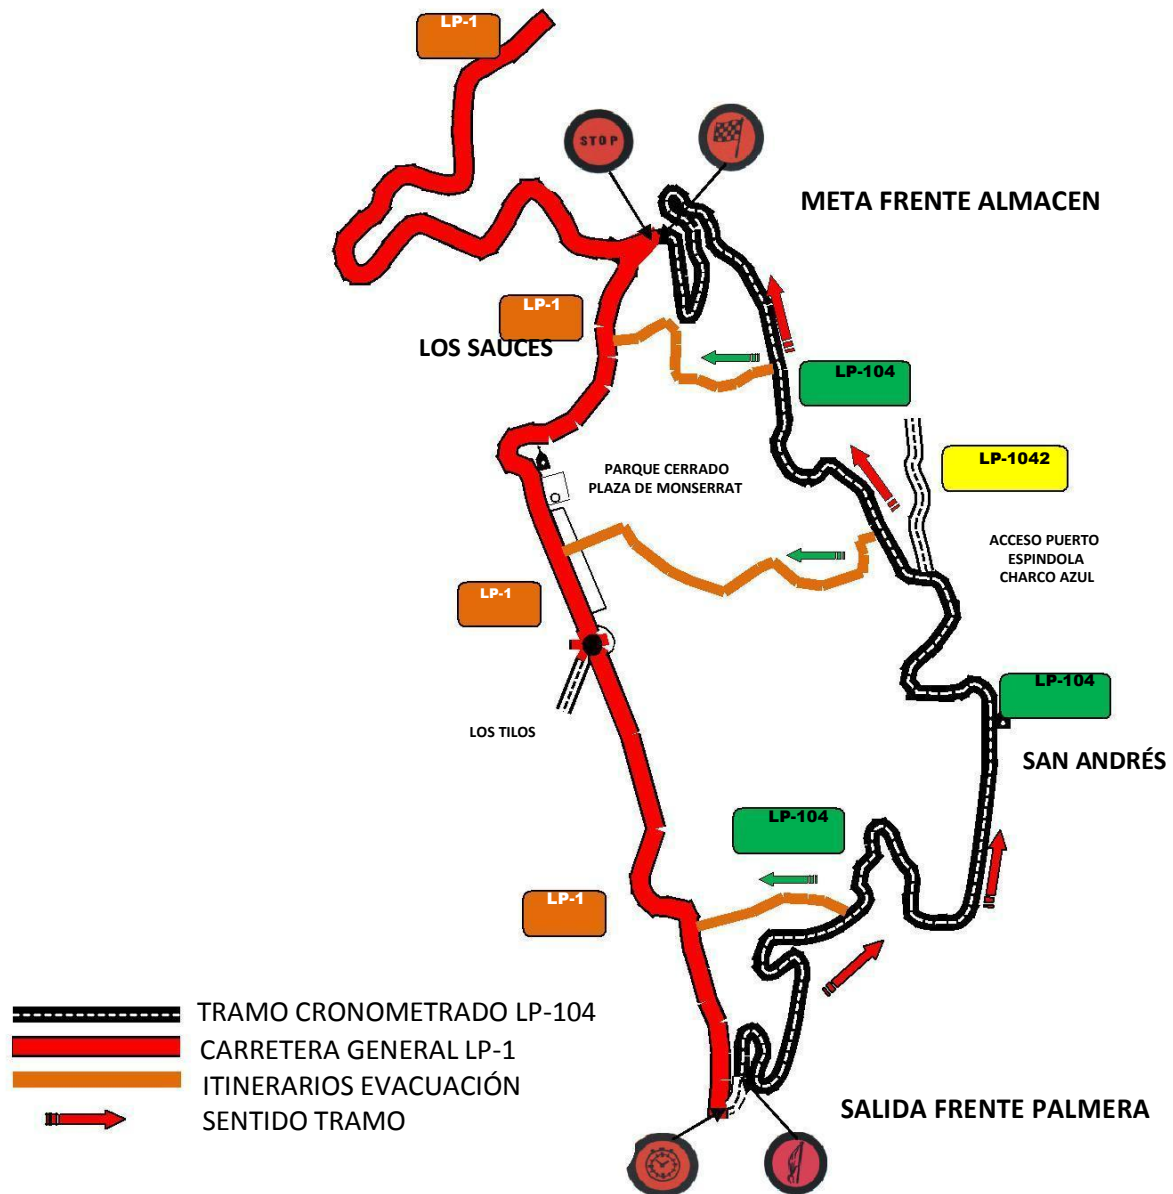 LP-1
STOP
META FRENTE ALMACEN
LP-1
LOS SAUCES
LP-104
PARQUE CERRADO
PLAZA DE MONSERRAT
LP-1042
ACCESO PUERTO
ESPINDOLA
CHARCO AZUL
LP-1
LP-104
LOS TILOS
SAN ANDRÉS
LP-104
LP-1
TRAMO CRONOMETRADO LP-104
CARRETERA GENERAL LP-1
ITINERARIOS EVACUACIÓN
SENTIDO TRAMO
SALIDA FRENTE PALMERA